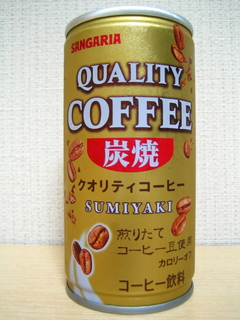 SANGARIA
QUALITY
COFFEE
炭焼
クオリティコーヒー
SUMIYAKI
煎りたて
コーヒー豆使用
カロリーオフ
コーヒー飲料